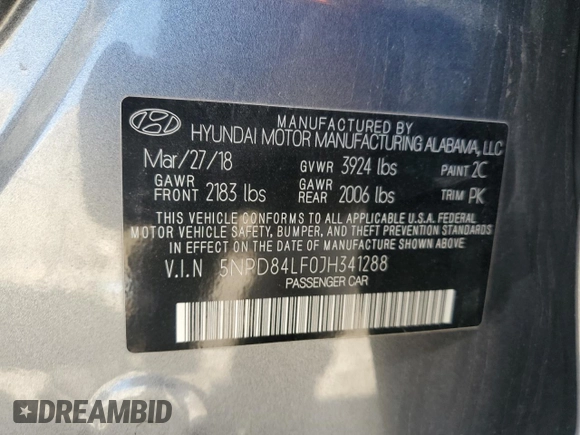 MANUFACTURED BY
HYUNDAI MOTOR MANUFACTURING ALABAMA, LLC
Mar/27/18 GVWR 3924 lbs PAINT 2C
GAWR FRONT 2183 lbs GAWR REAR 2006 lbs TRIM PK
THIS VEHICLE CONFORMS TO ALL APPLICABLE U.S.A. FEDERAL
MOTOR VEHICLE SAFETY, BUMPER, AND THEFT PREVENTION
STANDARDS IN EFFECT ON THE DATE OF MANUFACTURE SHOWN ABOVE.
V.I.N 5NPD84LF0JH341288
PASSENGER CAR
DREAMBID